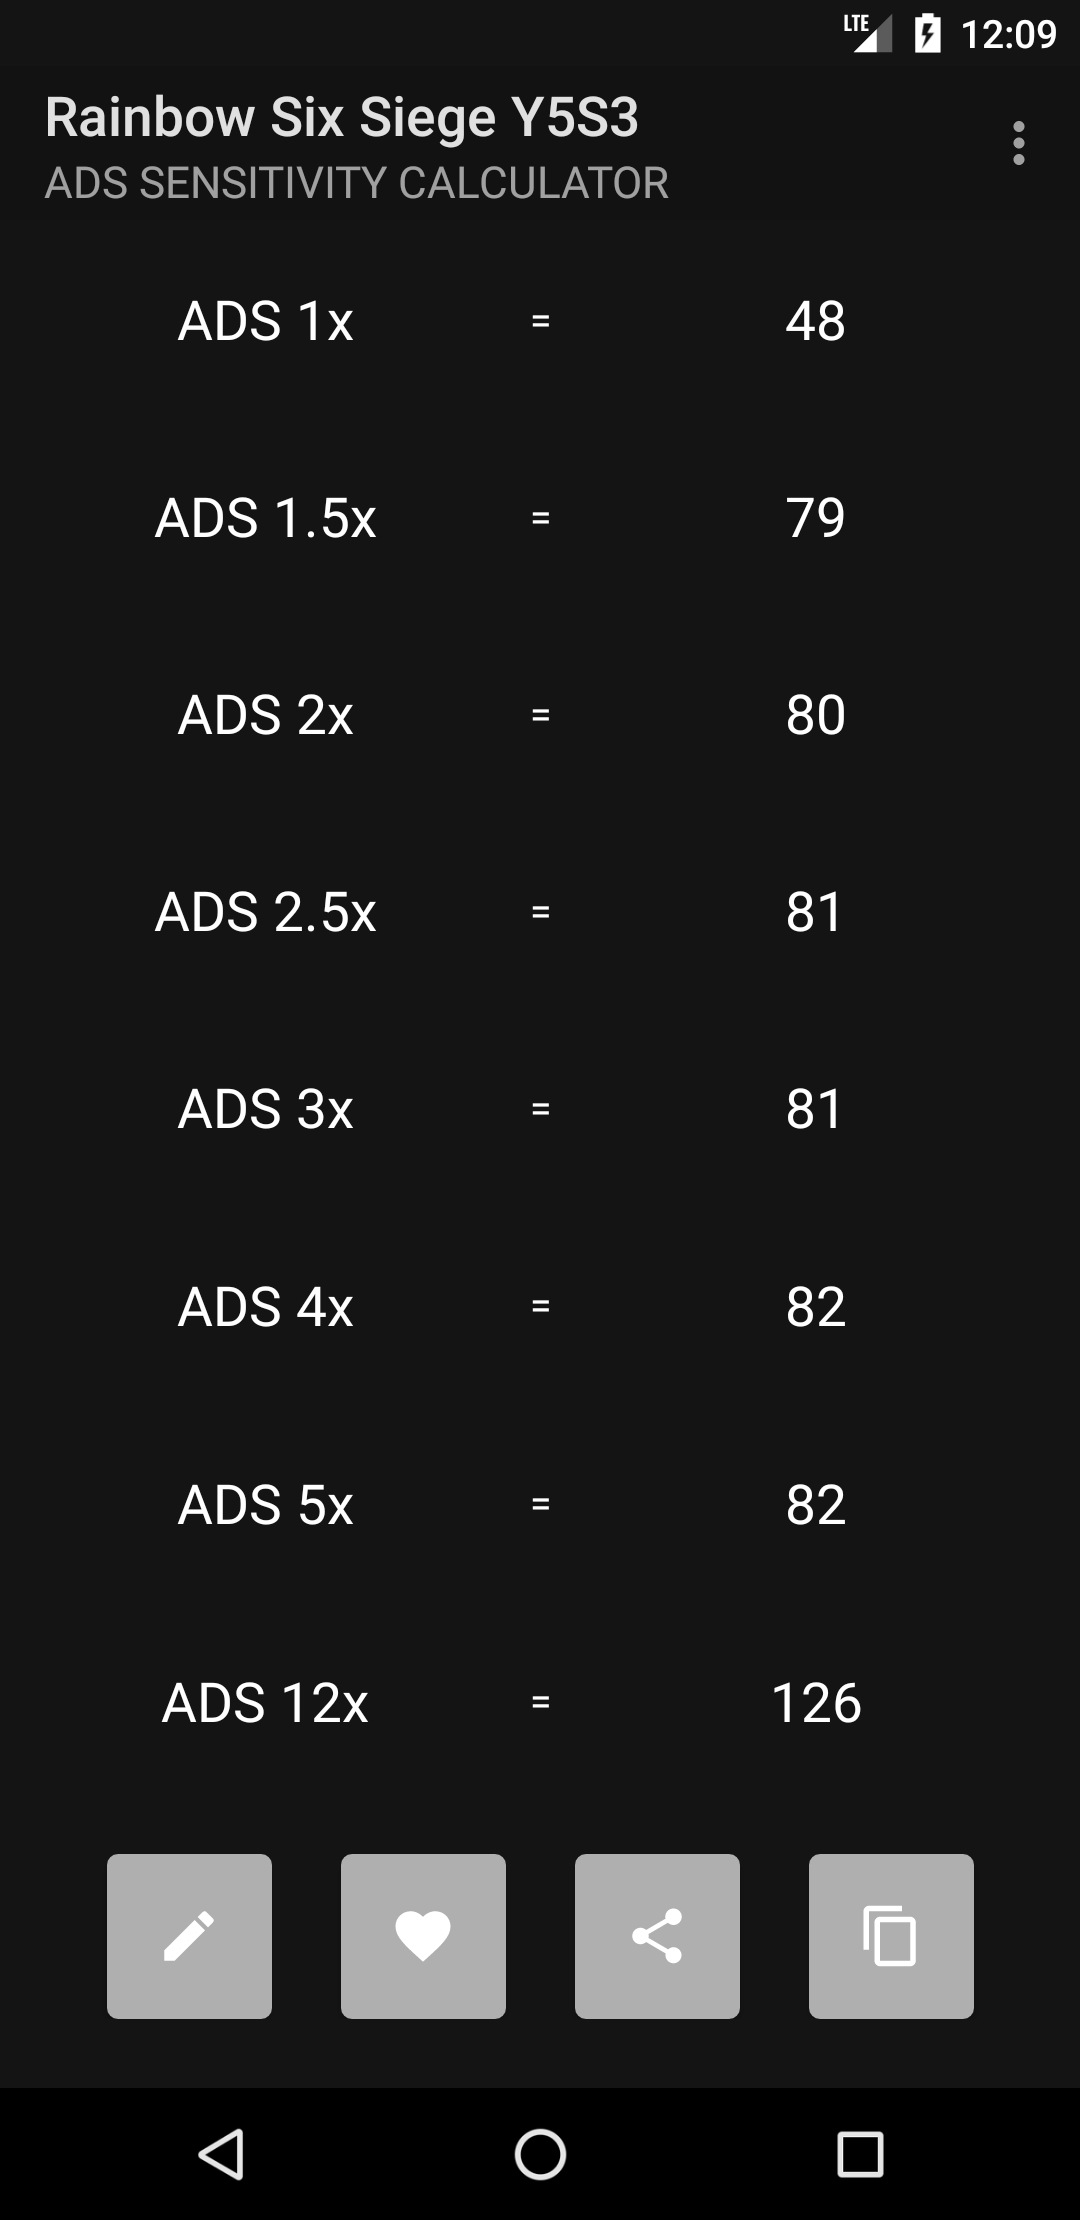 LTE 12:09
Rainbow Six Siege Y5S3
ADS SENSITIVITY CALCULATOR
ADS 1x = 48
ADS 1.5x = 79
ADS 2x = 80
ADS 2.5x = 81
ADS 3x = 81
ADS 4x = 82
ADS 5x = 82
ADS 12x = 126